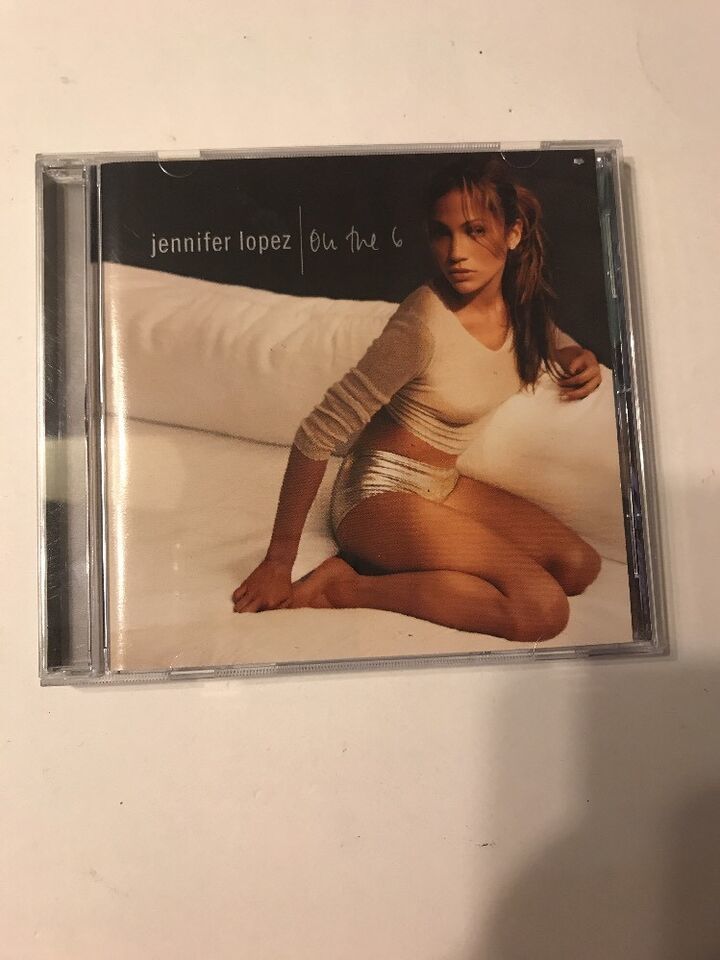 jennifer lopez | On the 6